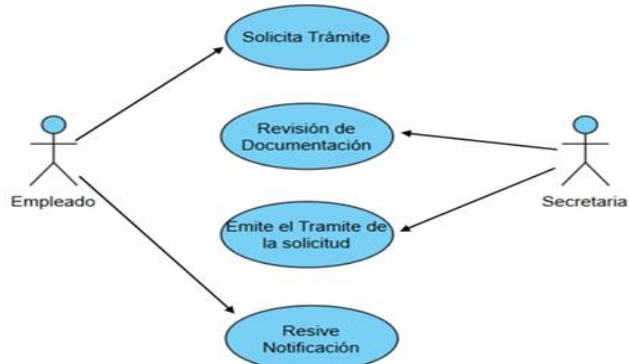 Solicita Trámite
Revisión de
Documentación
Empleado
Secretaria
Emite el Tramite de
la solicitud
Resive
Notificación